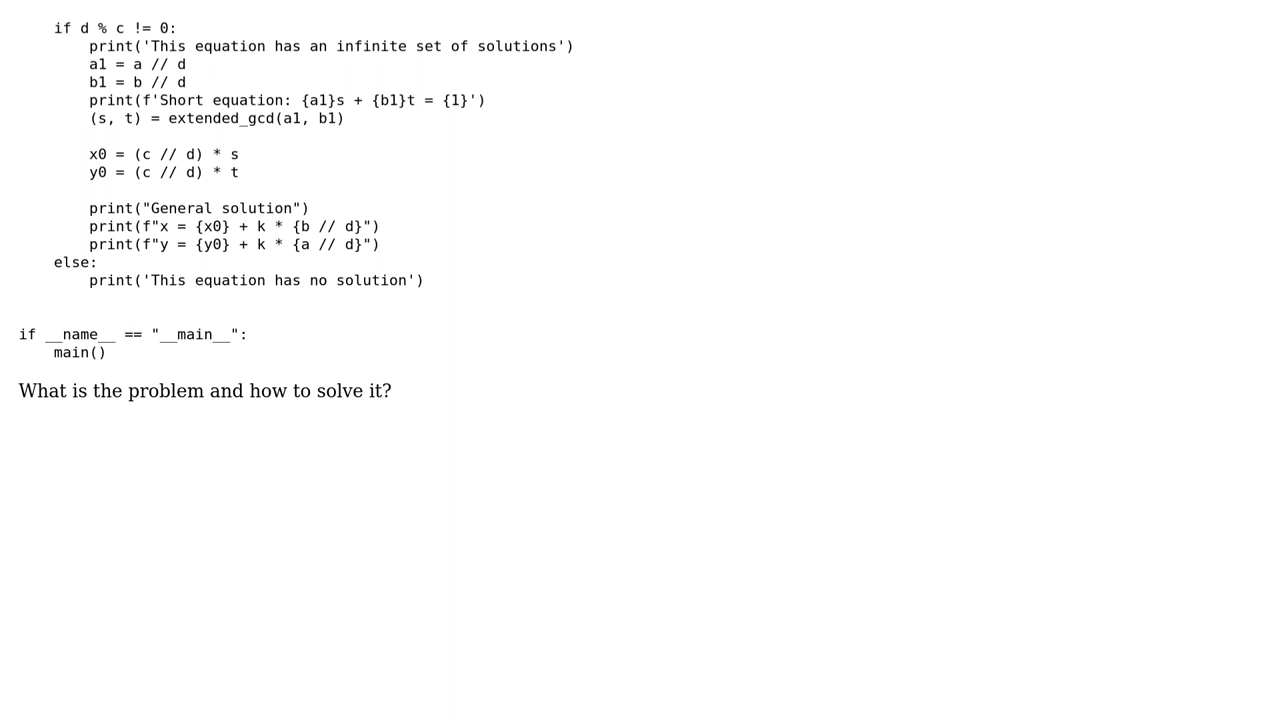 if d % c != 0:
        print('This equation has an infinite set of solutions')
        a1 = a // d
        b1 = b // d
        print(f'Short equation: {a1}s + {b1}t = {1}')
        (s, t) = extended_gcd(a1, b1)

        x0 = (c // d) * s
        y0 = (c // d) * t

        print("General solution")
        print(f"x = {x0} + k * {b // d}")
        print(f"y = {y0} + k * {a // d}")
    else:
        print('This equation has no solution')


if __name__ == "__main__":
    main()

What is the problem and how to solve it?